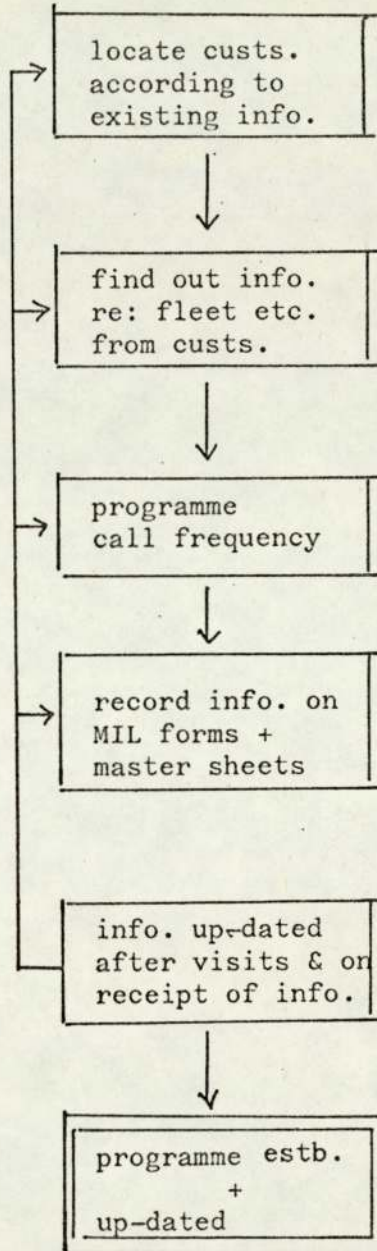 locate custs.
according to
existing info.
find out info.
re: fleet etc.
from custs.
programme
call frequency
record info. on
MIL forms +
master sheets
info. up-dated
after visits & on
receipt of info.
programme estb.
+
up-dated